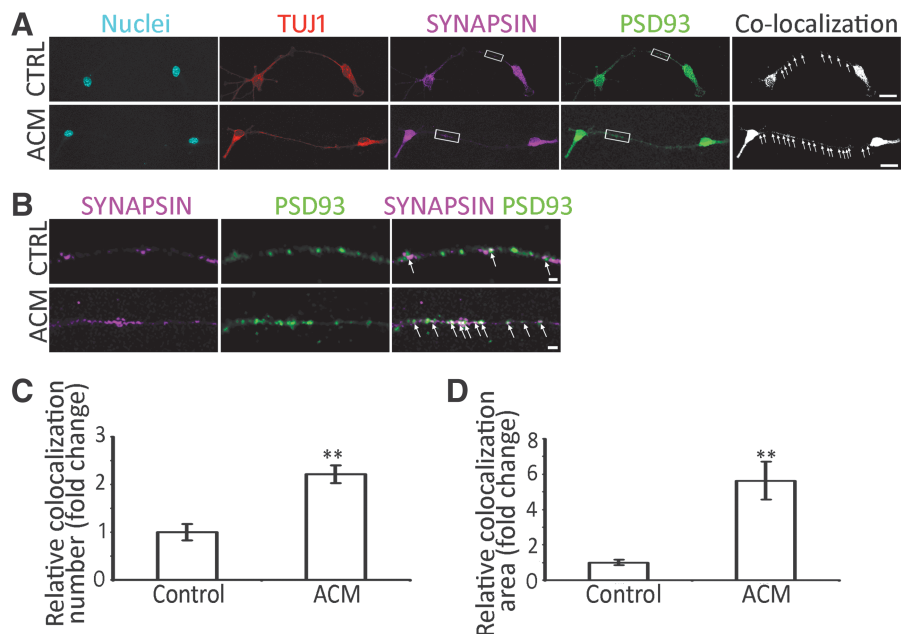 A
Nuclei TUJ1 SYNAPSIN PSD93 Co-localization
CTRL
ACM
B
SYNAPSIN PSD93 SYNAPSIN PSD93
CTRL
ACM
C
Relative colocalization
number (fold change)
3
2
1
0
**
Control ACM
D
Relative colocalization
area (fold change)
8
6
4
2
0
**
Control ACM